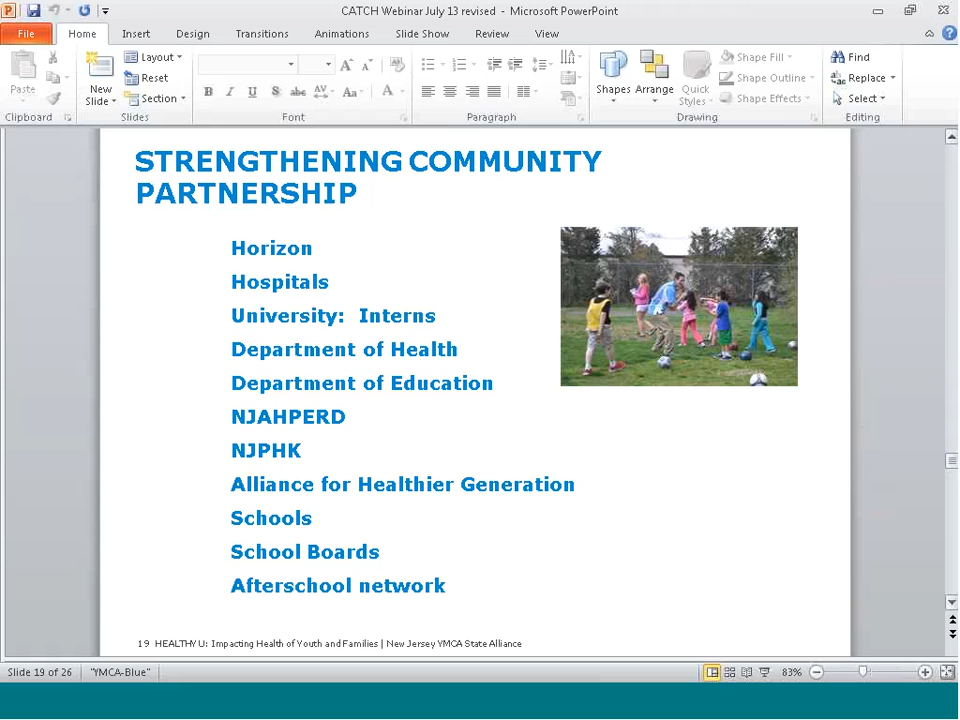 CATCH Webinar July 13 revised - Microsoft PowerPoint
File Home Insert Design Transitions Animations Slide Show Review View
Paste
New Slide
Layout
Reset
Section
Shapes Arrange Quick Styles
Shape Fill
Shape Outline
Shape Effects
Find
Replace
Select
Clipboard Slides Font Paragraph Drawing Editing
STRENGTHENING COMMUNITY
PARTNERSHIP
Horizon
Hospitals
University: Interns
Department of Health
Department of Education
NJAHPERD
NJPHK
Alliance for Healthier Generation
Schools
School Boards
Afterschool network
19 HEALTHY U: Impacting Health of Youth and Families | New Jersey YMCA State Alliance
Slide 19 of 26 "YMCA-Blue" 83%